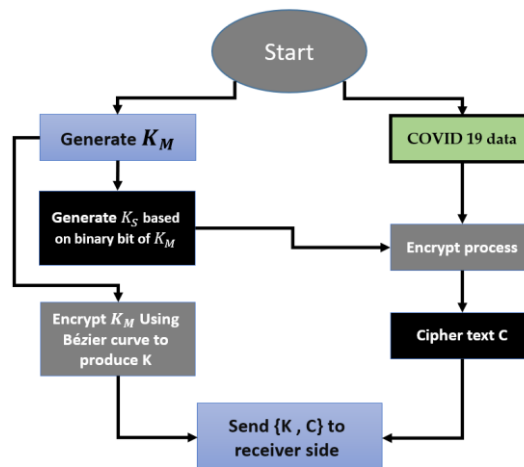 Start
Generate K_M
COVID 19 data
Generate K_S based
on binary bit of K_M
Encrypt process
Encrypt K_M Using
Bézier curve to
produce K
Cipher text C
Send {K , C} to
receiver side